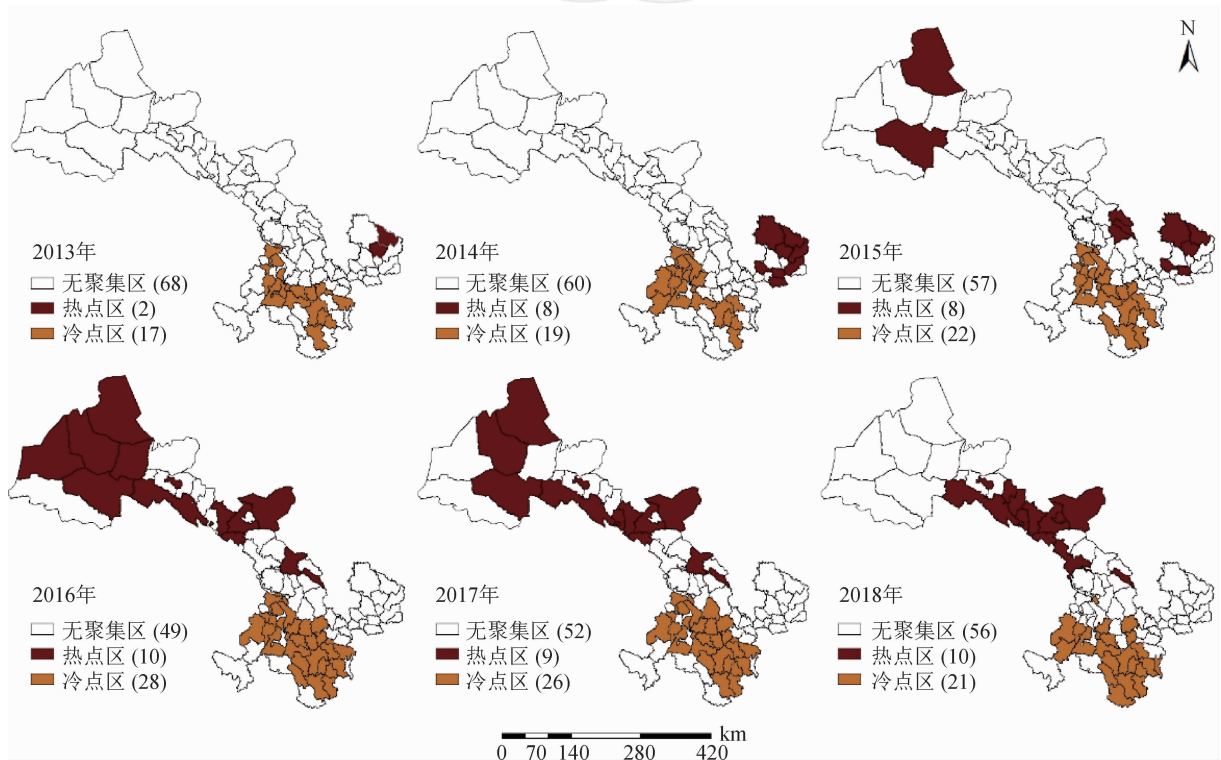 N
2013年
无聚集区 (68)
热点区 (2)
冷点区 (17)
2014年
无聚集区 (60)
热点区 (8)
冷点区 (19)
2015年
无聚集区 (57)
热点区 (8)
冷点区 (22)
2016年
无聚集区 (49)
热点区 (10)
冷点区 (28)
2017年
无聚集区 (52)
热点区 (9)
冷点区 (26)
2018年
无聚集区 (56)
热点区 (10)
冷点区 (21)
km
0 70 140 280 420